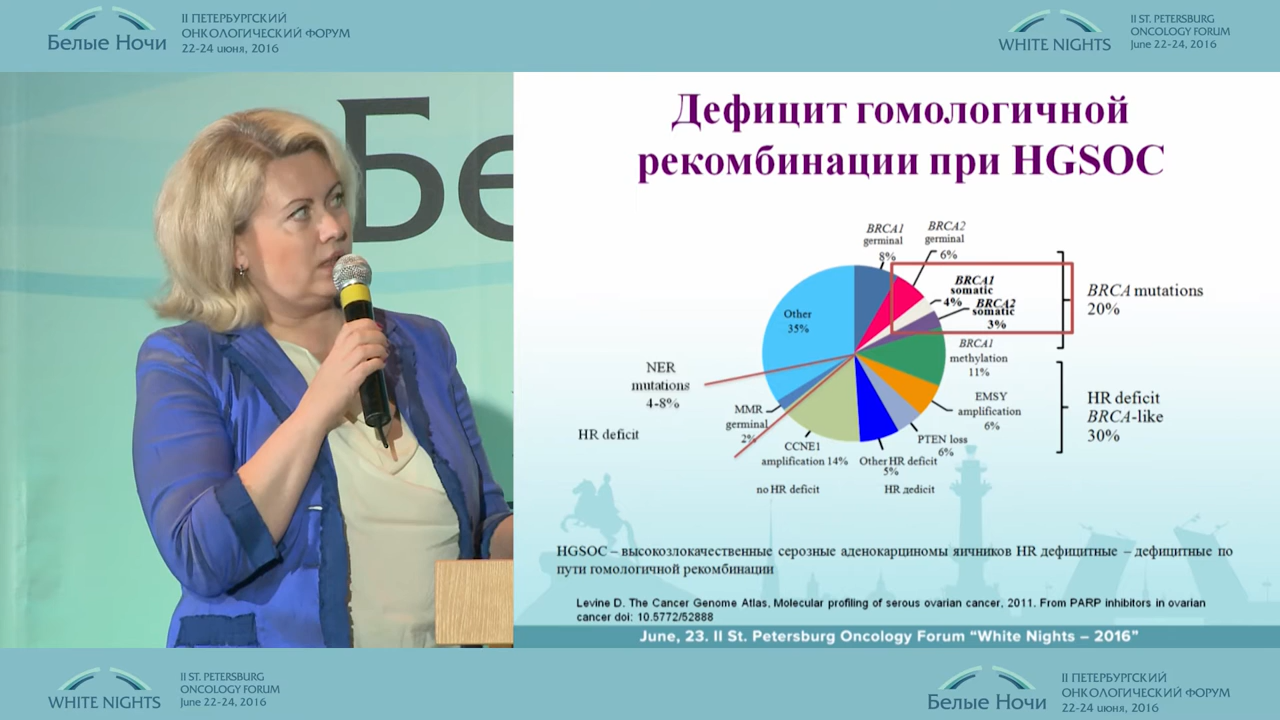 Белые Ночи
II ПЕТЕРБУРГСКИЙ
ОНКОЛОГИЧЕСКИЙ ФОРУМ
22-24 июня, 2016
WHITE NIGHTS
II ST. PETERSBURG
ONCOLOGY FORUM
June 22-24, 2016
Бе
Дефицит гомологичной
рекомбинации при HGSOC
BRCA1
germinal
8%
BRCA2
germinal
6%
BRCA1
somatic
4%
BRCA2
somatic
3%
BRCA mutations
20%
Other
35%
BRCA1
methylation
11%
NER
mutations
4-8%
HR deficit
BRCA-like
30%
EMSY
amplification
6%
MMR
germinal
2%
HR deficit
PTEN loss
6%
CCNE1
amplification 14%
Other HR deficit
5%
no HR deficit
HR дedicit
HGSOC – высокозлокачественные серозные аденокарциномы яичников HR дефицитные – дефицитные по
пути гомологичной рекомбинации
Levine D. The Cancer Genome Atlas, Molecular profiling of serous ovarian cancer, 2011. From PARP inhibitors in ovarian
cancer doi: 10.5772/52888
June, 23. II St. Petersburg Oncology Forum “White Nights – 2016”
WHITE NIGHTS
II ST. PETERSBURG
ONCOLOGY FORUM
June 22-24, 2016
Белые Ночи
II ПЕТЕРБУРГСКИЙ
ОНКОЛОГИЧЕСКИЙ ФОРУМ
22-24 июня, 2016